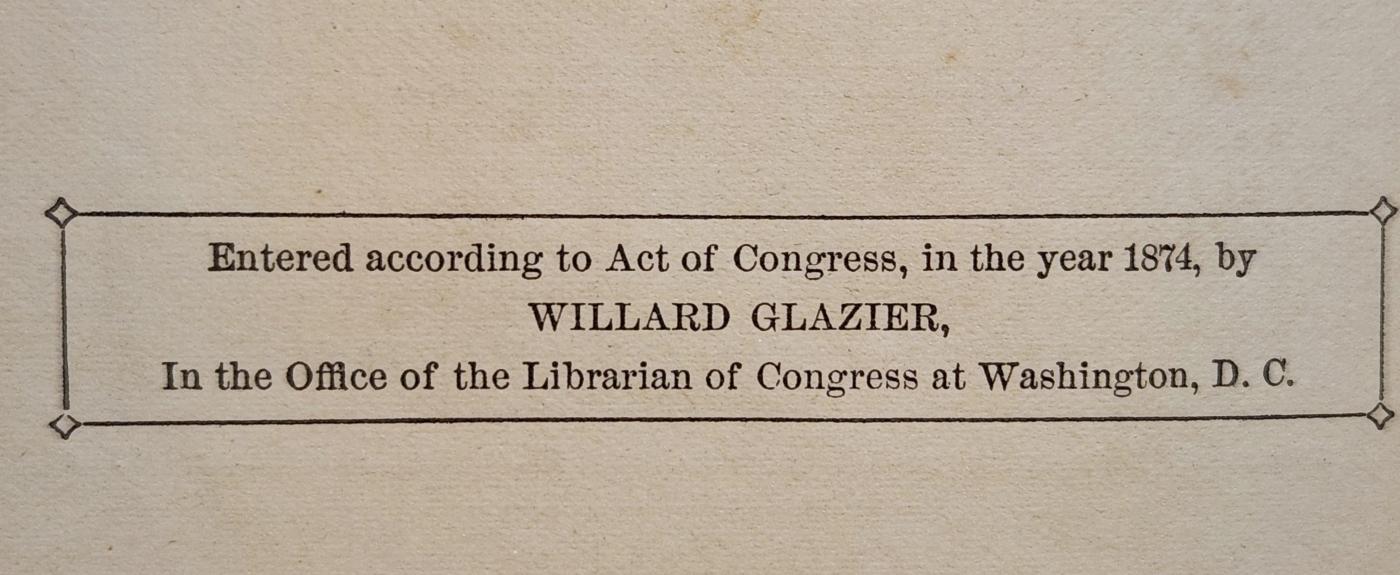 Entered according to Act of Congress, in the year 1874, by
WILLARD GLAZIER,
In the Office of the Librarian of Congress at Washington, D. C.